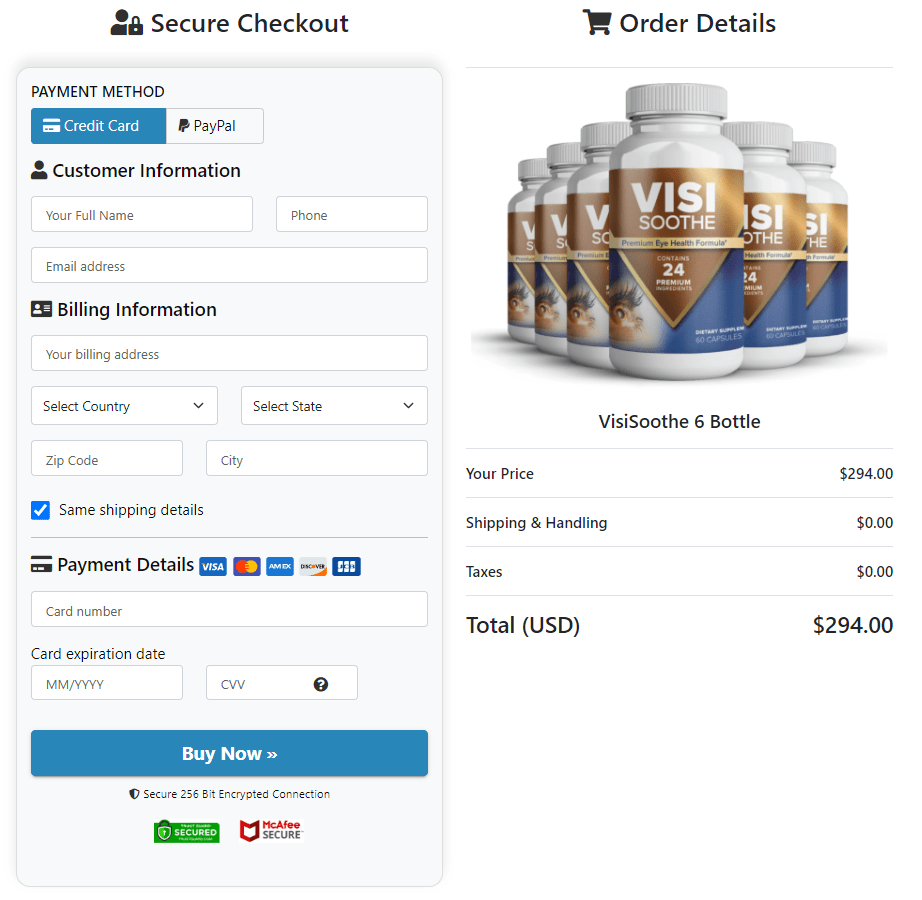 Secure Checkout
PAYMENT METHOD
Credit Card
PayPal
Customer Information
Your Full Name
Phone
Email address
Billing Information
Your billing address
Select Country
Select State
Zip Code
City
Same shipping details
Payment Details VISA AMEX DISCOVER JCB
Card number
Card expiration date
MM/YYYY
CVV
Buy Now »
Secure 256 Bit Encrypted Connection
TRUST GUARD
SECURED
McAfee
SECURE
Order Details
VISI
SOOTHE
Premium Eye Health Formula
CONTAINS
24
PREMIUM
INGREDIENTS
DIETARY SUPPLEM
60 CAPSULES
VisiSoothe 6 Bottle
Your Price $294.00
Shipping & Handling $0.00
Taxes $0.00
Total (USD) $294.00